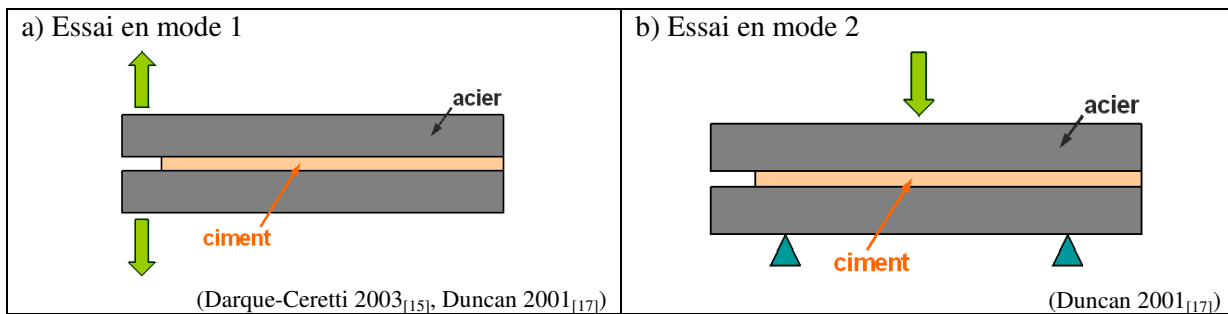 a) Essai en mode 1
acier
ciment
(Darque-Ceretti 2003[15], Duncan 2001[17])
b) Essai en mode 2
acier
ciment
(Duncan 2001[17])